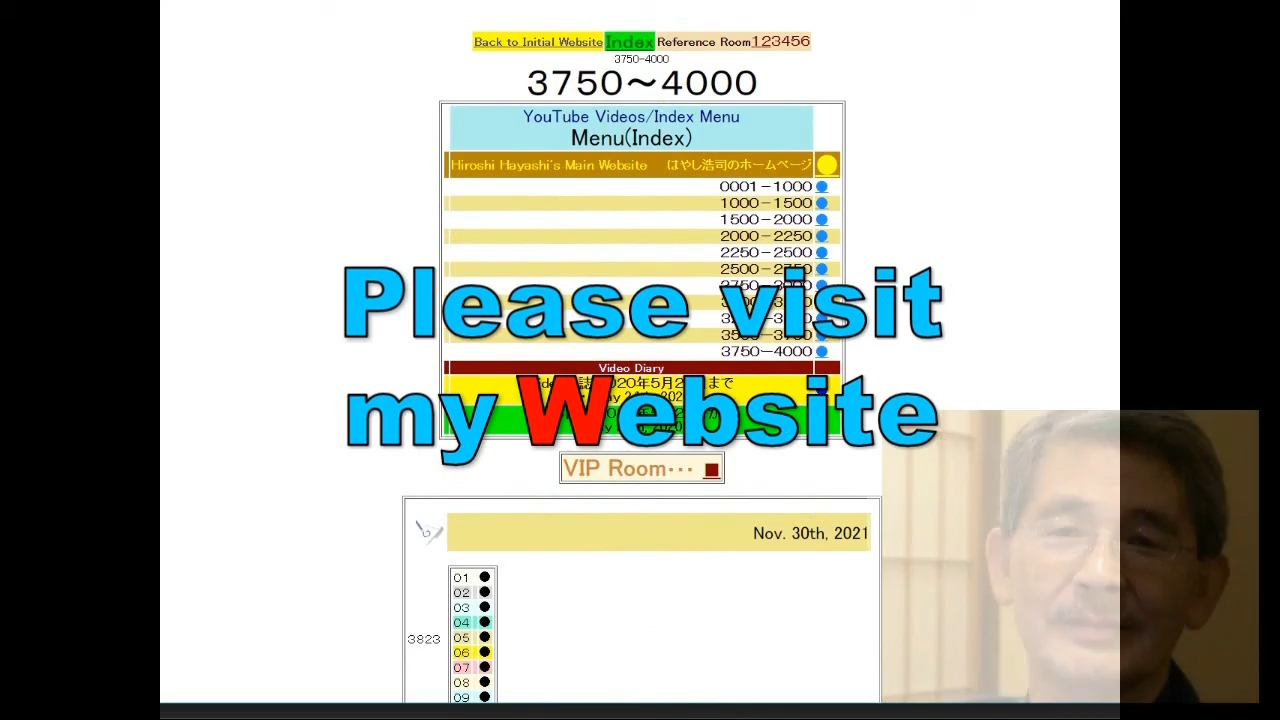 Back to Initial Website Index Reference Room123456
3750-4000
3750～4000
YouTube Videos/Index Menu
Menu(Index)
Hiroshi Hayashi's Main Website はやし浩司のホームページ
0001－1000
1000－1500
1500－2000
2000－2250
2250－2500
2500－2750
Please visit
3750－4000
Video Diary
my Website
VIP Room･･･
Nov. 30th, 2021
01
02
03
04
3823
05
06
07
08
09